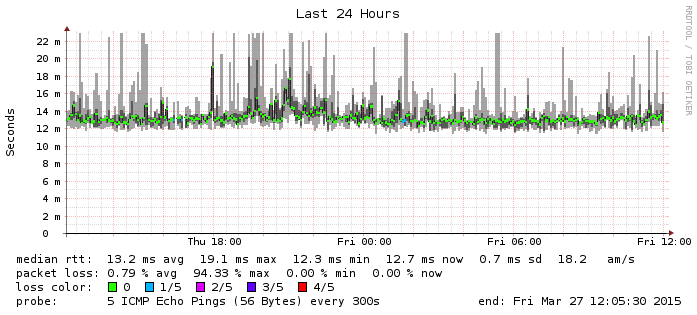 Last 24 Hours
RRDTOOL / TOBI OETIKER
Seconds
22 m
20 m
18 m
16 m
14 m
12 m
10 m
8 m
6 m
4 m
2 m
0
Thu 18:00 Fri 00:00 Fri 06:00 Fri 12:00
median rtt: 13.2 ms avg 19.1 ms max 12.3 ms min 12.7 ms now 0.7 ms sd 18.2 am/s
packet loss: 0.79 % avg 94.33 % max 0.00 % min 0.00 % now
loss color: 0 1/5 2/5 3/5 4/5
probe: 5 ICMP Echo Pings (56 Bytes) every 300s end: Fri Mar 27 12:05:30 2015